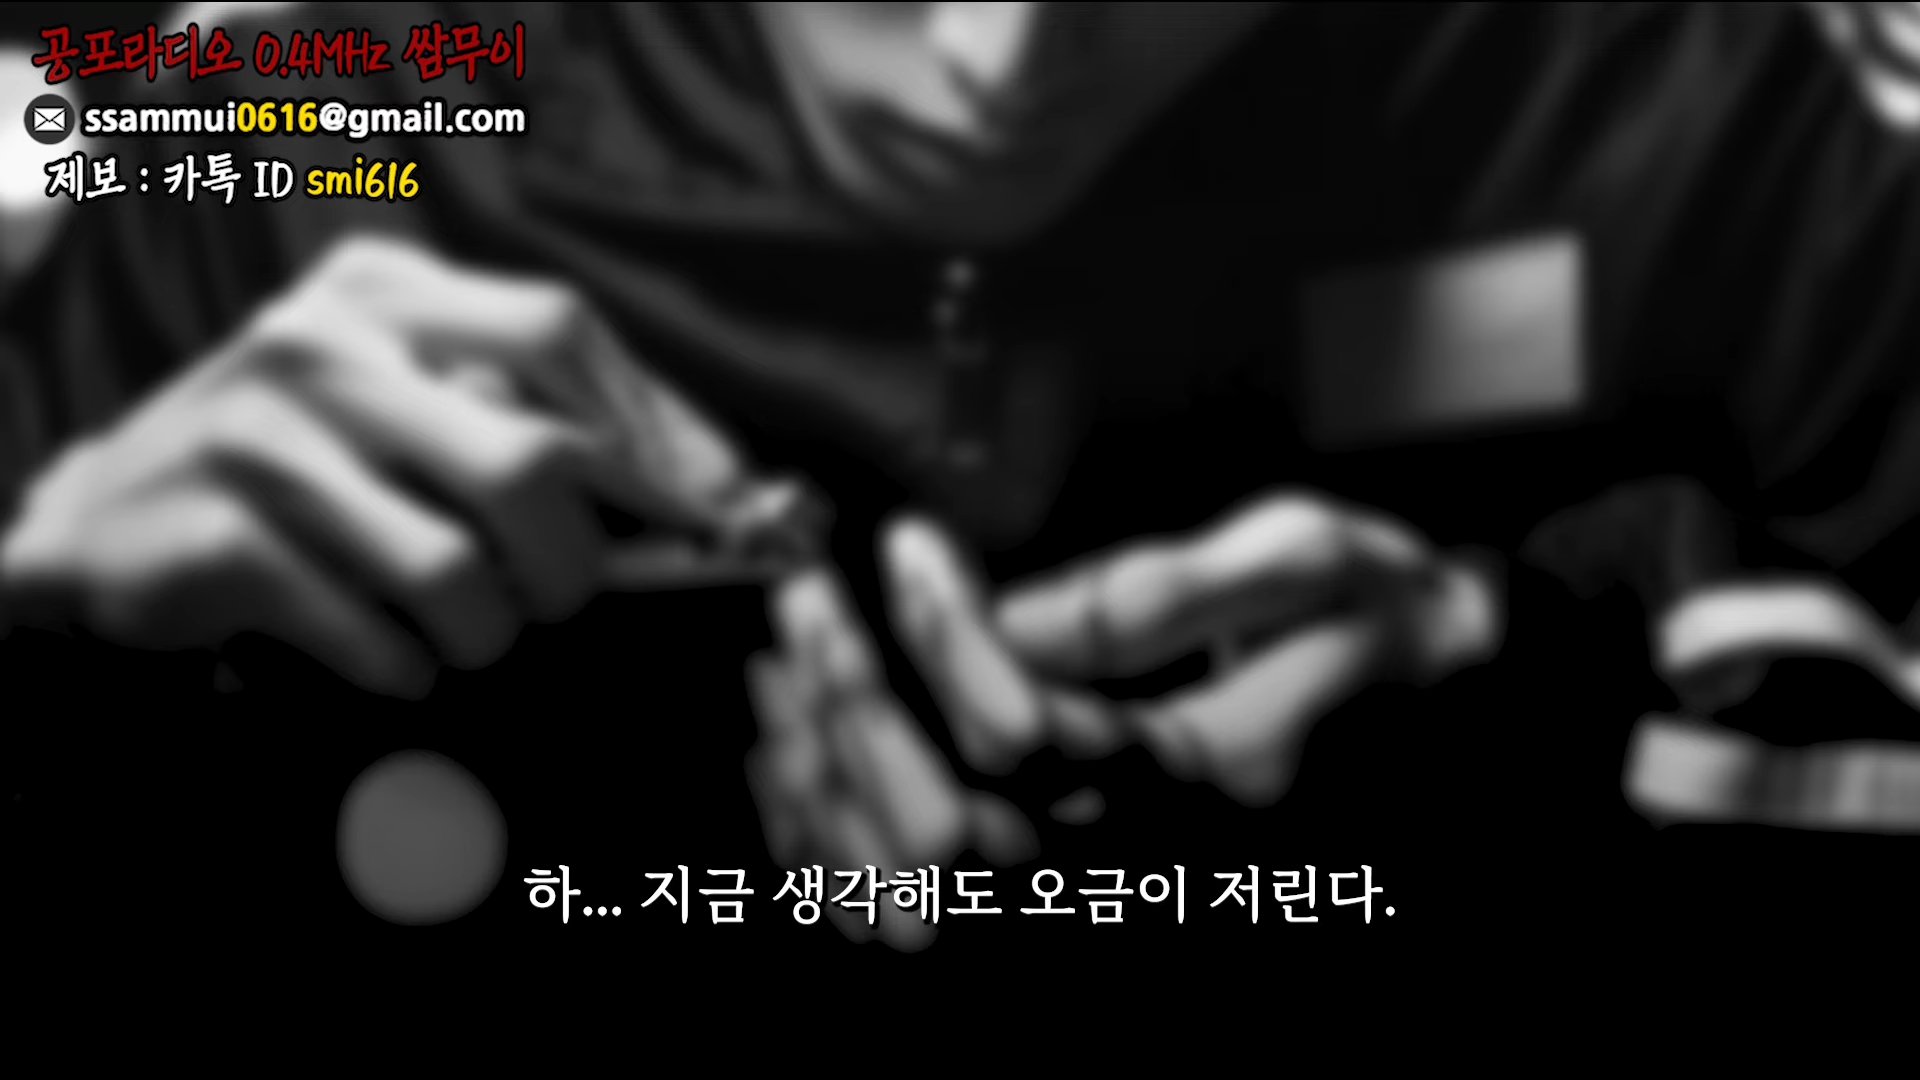 공포라디오 0.4MHz 쌈무이
ssammui0616@gmail.com
제보 : 카톡 ID smi616
하... 지금 생각해도 오금이 저린다.